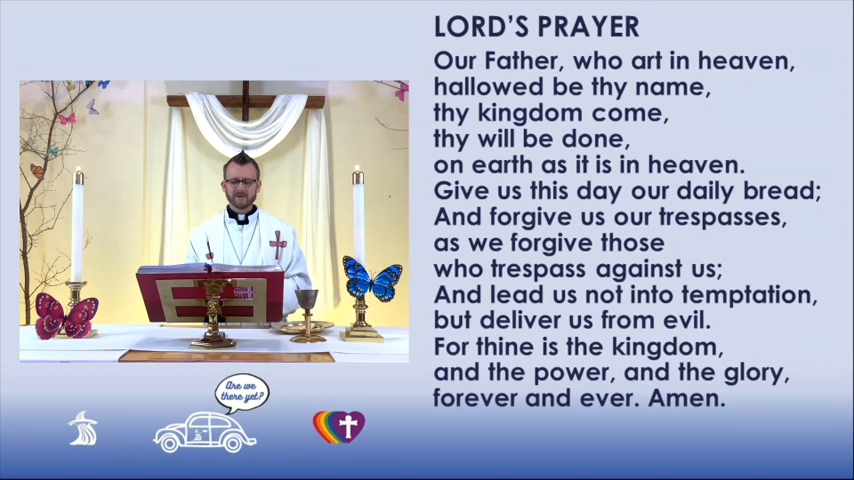 LORD'S PRAYER
Our Father, who art in heaven,
hallowed be thy name,
thy kingdom come,
thy will be done,
on earth as it is in heaven.
Give us this day our daily bread;
And forgive us our trespasses,
as we forgive those
who trespass against us;
And lead us not into temptation,
but deliver us from evil.
For thine is the kingdom,
and the power, and the glory,
forever and ever. Amen.
Are we
there yet?